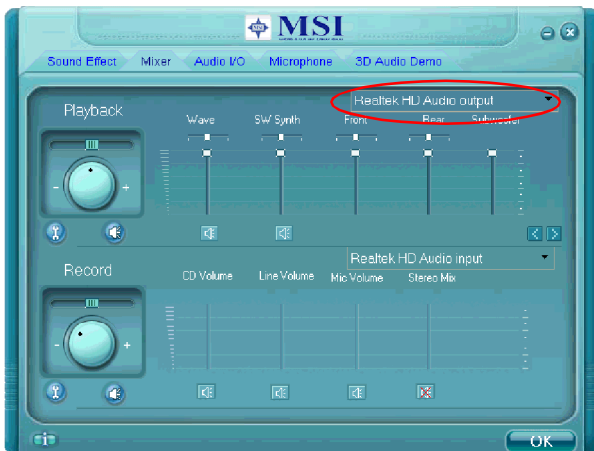 MSI
Sound Effect Mixer Audio I/O Microphone 3D Audio Demo
Realtek HD Audio output
Playback
Wave SW Synth Front Rear Subwoofer
- +
Realtek HD Audio input
Record
CD Volume Line Volume Mic Volume Stereo Mix
- +
i OK